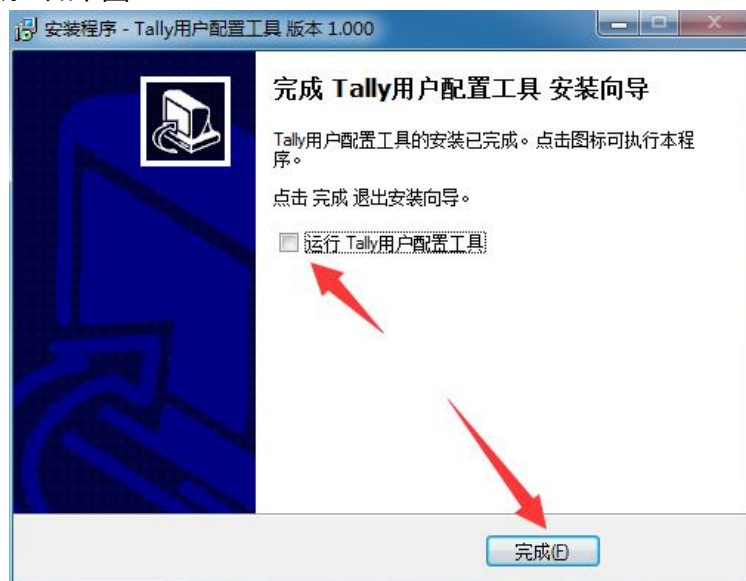 安装程序 - Tally用户配置工具 版本 1.000
完成 Tally用户配置工具 安装向导
Tally用户配置工具的安装已完成。点击图标可执行本程
序。
点击 完成 退出安装向导。
运行 Tally用户配置工具
完成(F)